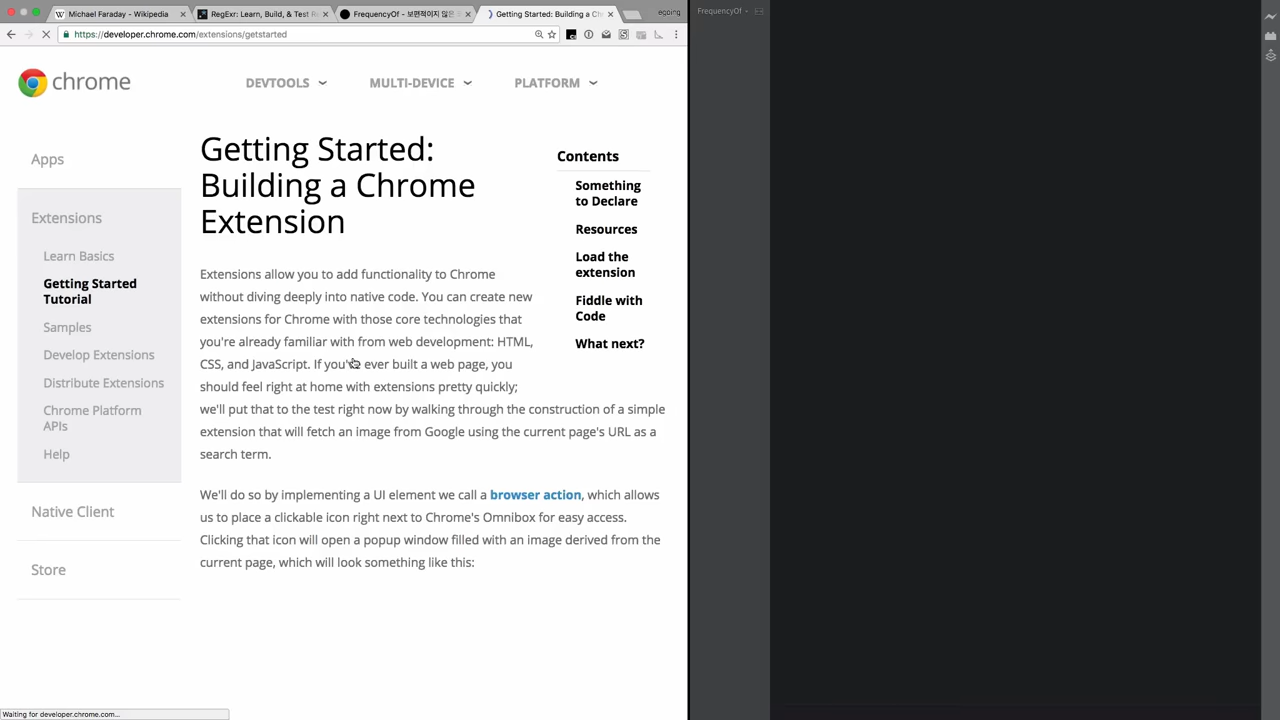 Michael Faraday - Wikipedia
RegExr: Learn, Build, & Test R
FrequencyOf - 보편적이지 않은
Getting Started: Building a Ch
egoing
https://developer.chrome.com/extensions/getstarted
chrome
DEVTOOLS
MULTI-DEVICE
PLATFORM
Apps
Extensions
Learn Basics
Getting Started
Tutorial
Samples
Develop Extensions
Distribute Extensions
Chrome Platform
APIs
Help
Native Client
Store
Getting Started:
Building a Chrome
Extension
Extensions allow you to add functionality to Chrome
without diving deeply into native code. You can create new
extensions for Chrome with those core technologies that
you're already familiar with from web development: HTML,
CSS, and JavaScript. If you've ever built a web page, you
should feel right at home with extensions pretty quickly;
we'll put that to the test right now by walking through the construction of a simple
extension that will fetch an image from Google using the current page's URL as a
search term.
We'll do so by implementing a UI element we call a browser action, which allows
us to place a clickable icon right next to Chrome's Omnibox for easy access.
Clicking that icon will open a popup window filled with an image derived from the
current page, which will look something like this:
Contents
Something
to Declare
Resources
Load the
extension
Fiddle with
Code
What next?
Waiting for developer.chrome.com...
FrequencyOf